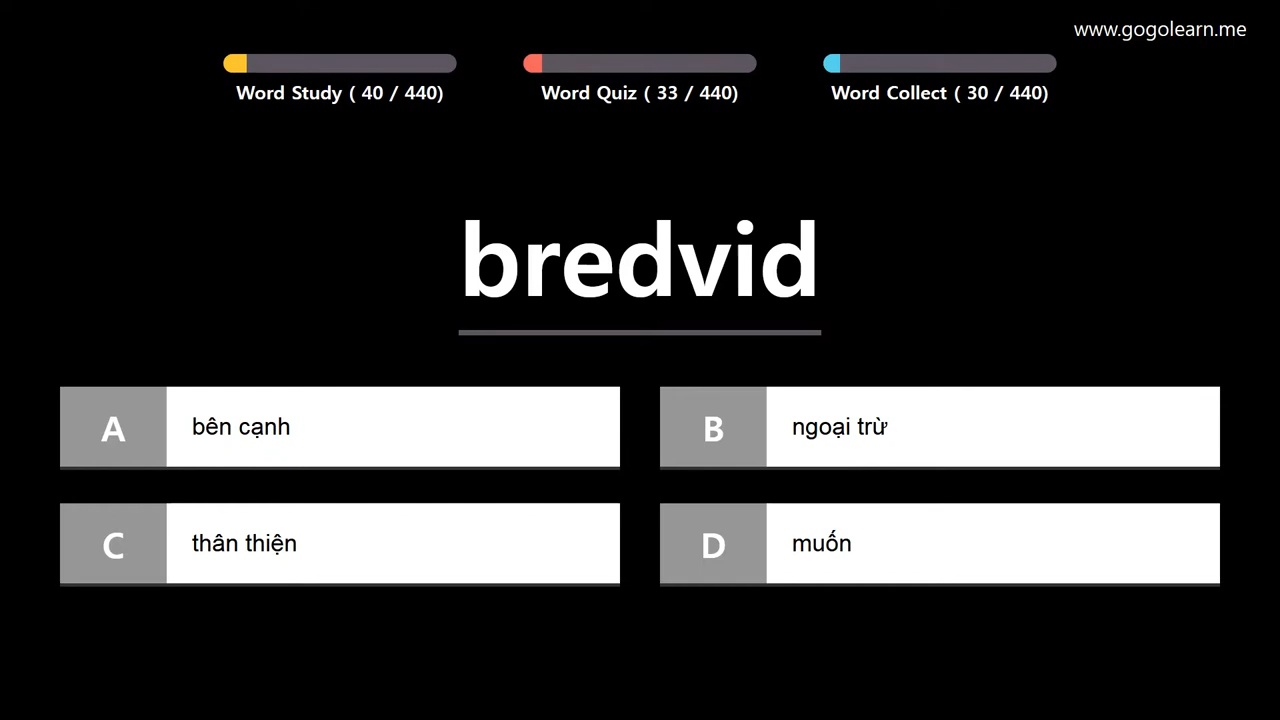 www.gogolearn.me
Word Study ( 40 / 440)
Word Quiz ( 33 / 440)
Word Collect ( 30 / 440)
bredvid
A
bên cạnh
B
ngoại trừ
C
thân thiện
D
muốn